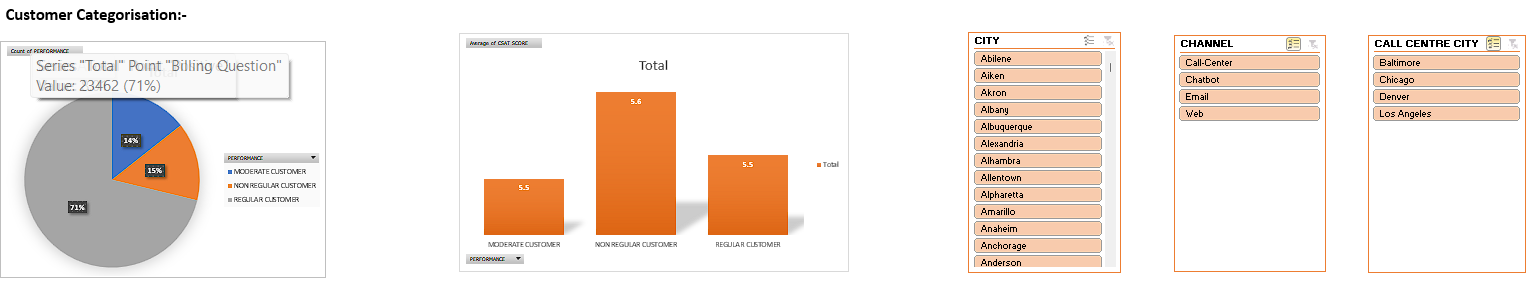 Customer Categorisation:-
Count of PERFORMANCE
Series "Total" Point "Billing Question"
Value: 23462 (71%)
14%
15%
71%
PERFORMANCE
MODERATE CUSTOMER
NON REGULAR CUSTOMER
REGULAR CUSTOMER
Average of CSAT SCORE
Total
5.6
5.5
5.5
Total
MODERATE CUSTOMER
NON REGULAR CUSTOMER
REGULAR CUSTOMER
PERFORMANCE
CITY
Abilene
Aiken
Akron
Albany
Albuquerque
Alexandria
Alhambra
Allentown
Alpharetta
Amarillo
Anaheim
Anchorage
Anderson
CHANNEL
Call-Center
Chatbot
Email
Web
CALL CENTRE CITY
Baltimore
Chicago
Denver
Los Angeles